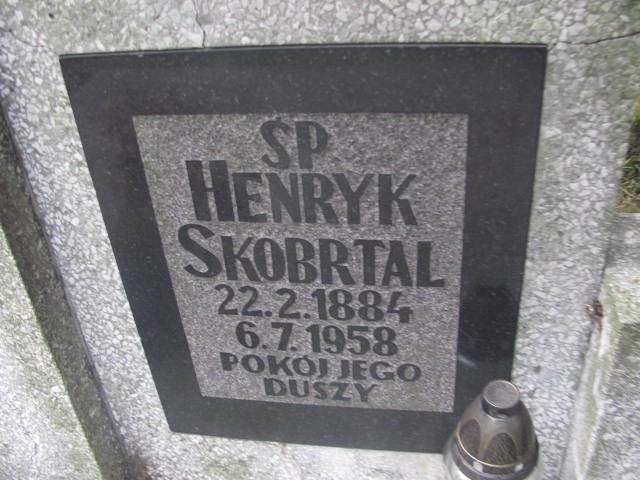 ŚP.
HENRYK
SKOBRTAL
22.2.1884
6.7.1958
POKÓJ JEGO
DUSZY